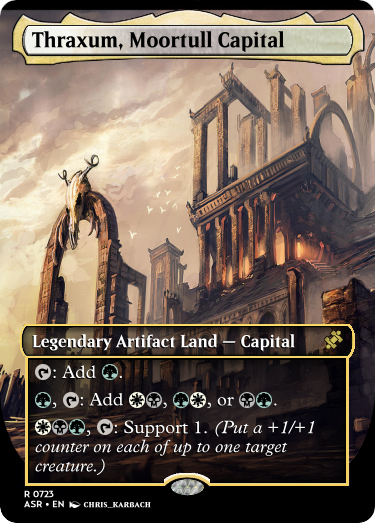 Thraxum, Moortull Capital
Legendary Artifact Land — Capital
: Add .
, : Add , , or .
, : Support 1. (Put a +1/+1
counter on each of up to one target
creature.)
R 0723
ASR • EN CHRIS_KARBACH